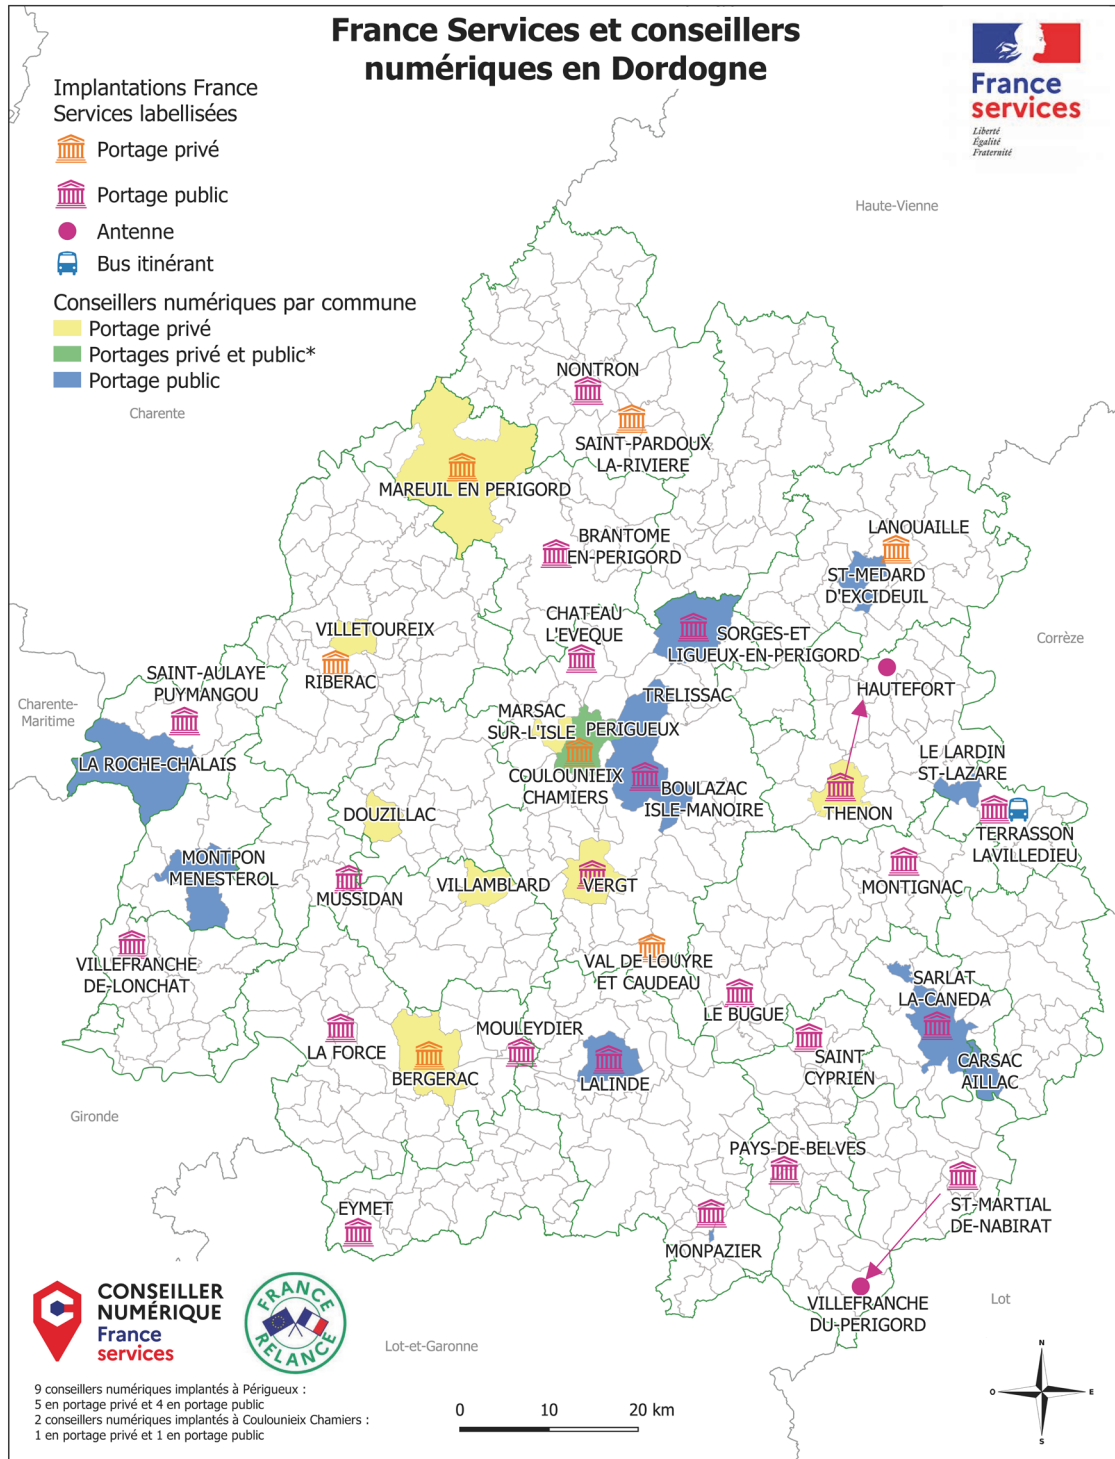 France Services et conseillers
numériques en Dordogne
France
services
Liberté
Égalité
Fraternité
Implantations France
Services labellisées
Portage privé
Portage public
Antenne
Bus itinérant
Conseillers numériques par commune
Portage privé
Portages privé et public*
Portage public
Haute-Vienne
Charente
NONTRON
SAINT-PARDOUX
LA-RIVIERE
MAREUIL EN PERIGORD
BRANTOME
EN-PERIGORD
LANOUAILLE
ST-MEDARD
D'EXCIDEUIL
CHATEAU
L'EVEQUE
VILLETOUREIX
SORGES-ET
LIGUEUX-EN-PERIGORD
Corrèze
RIBERAC
SAINT-AULAYE
PUYMANGOU
HAUTEFORT
TRELISSAC
Charente-
Maritime
MARSAC
SUR-L'ISLE
PERIGUEUX
LA ROCHE-CHALAIS
LE LARDIN
ST-LAZARE
COULOUNIEIX
CHAMIERS
BOULAZAC
ISLE-MANOIRE
DOUZILLAC
THENON
TERRASSON
LAVILLEDIEU
MONTPON
MENESTEROL
MUSSIDAN
VILLAMBLARD
VERGT
MONTIGNAC
VILLEFRANCHE
DE-LONCHAT
VAL DE LOUYRE
ET CAUDEAU
SARLAT
LA-CANEDA
LE BUGUE
MOULEYDIER
LA FORCE
SAINT
CYPRIEN
CARSAC
AILLAC
BERGERAC
LALINDE
Gironde
PAYS-DE-BELVES
EYMET
ST-MARTIAL
DE-NABIRAT
MONPAZIER
Lot
VILLEFRANCHE
DU-PERIGORD
Lot-et-Garonne
CONSEILLER
NUMÉRIQUE
France
services
FRANCE
RELANCE
9 conseillers numériques implantés à Périgueux :
5 en portage privé et 4 en portage public
2 conseillers numériques implantés à Coulounieix Chamiers :
1 en portage privé et 1 en portage public
0 10 20 km
N
O E
S